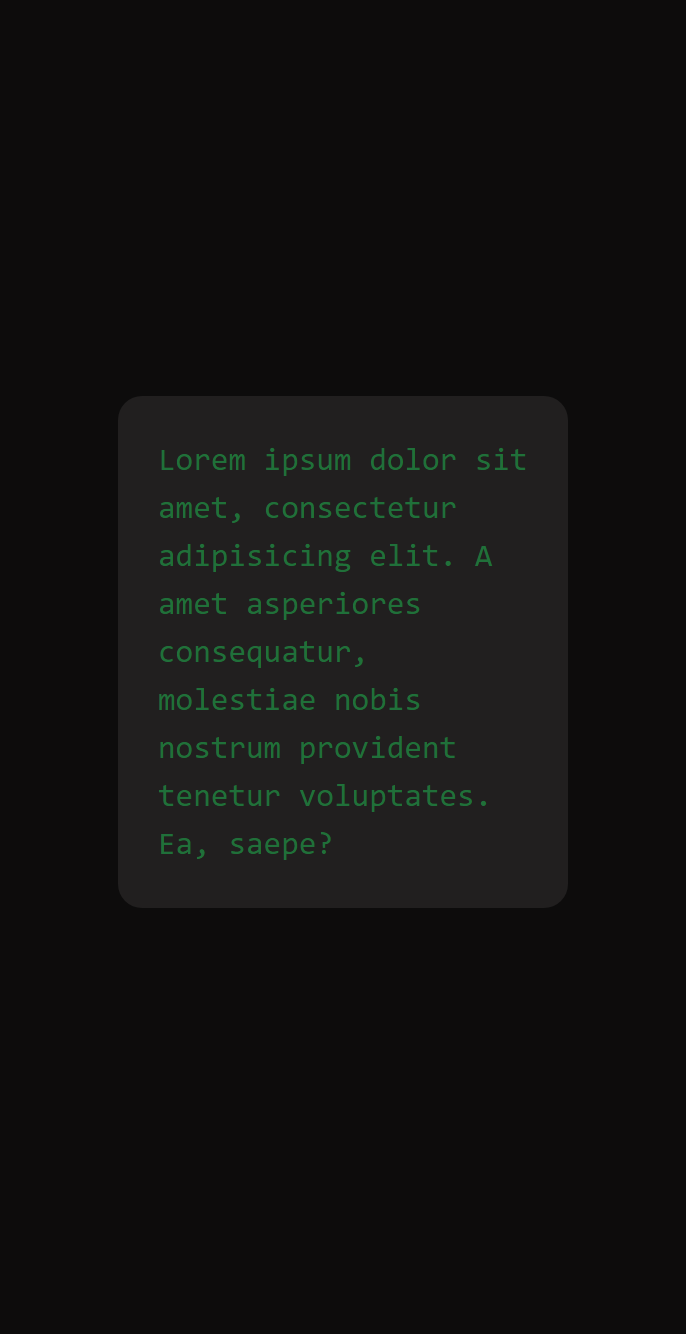 Lorem ipsum dolor sit
amet, consectetur
adipisicing elit. A
amet asperiores
consequatur,
molestiae nobis
nostrum provident
tenetur voluptates.
Ea, saepe?